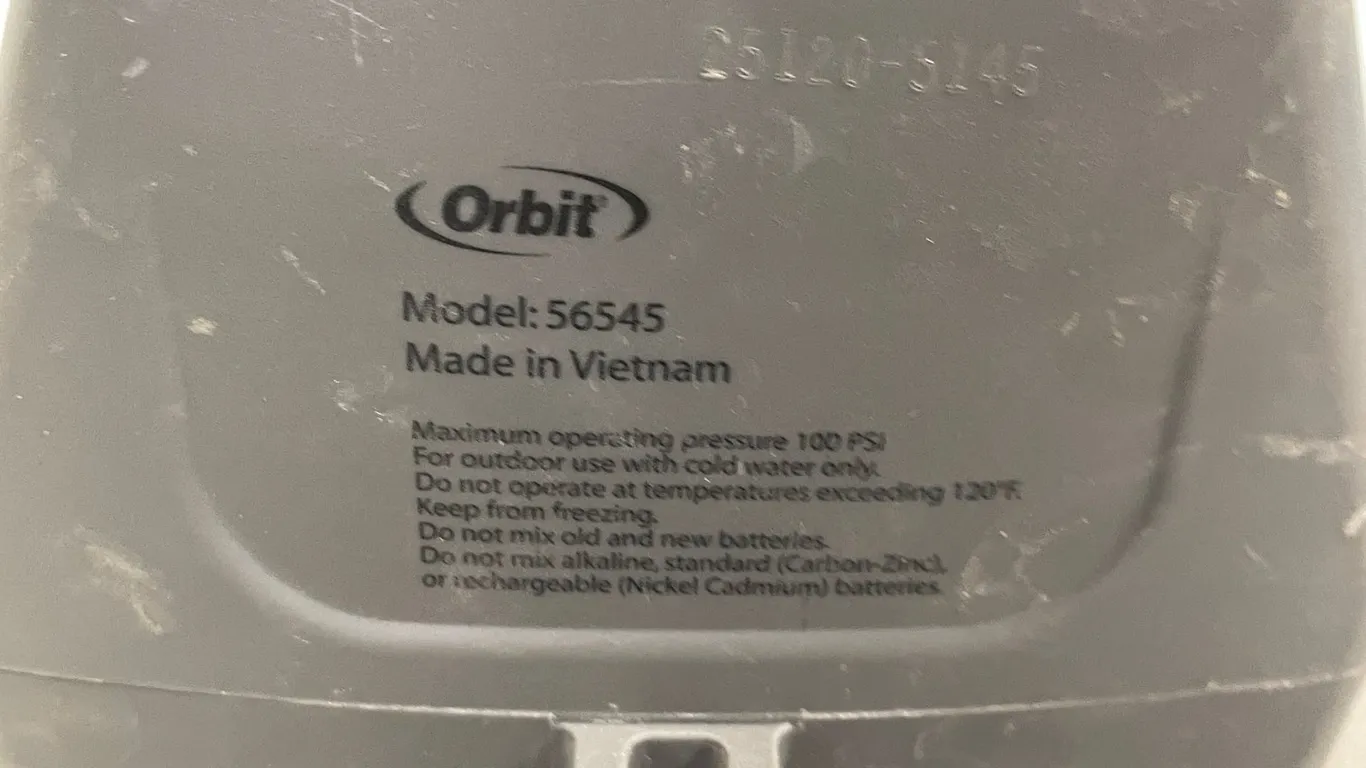 25120-5145
Orbit®
Model: 56545
Made in Vietnam
Maximum operating pressure 100 PSI
For outdoor use with cold water only.
Do not operate at temperatures exceeding 120°F.
Keep from freezing.
Do not mix old and new batteries.
Do not mix alkaline, standard (Carbon-Zinc),
or rechargeable (Nickel Cadmium) batteries.